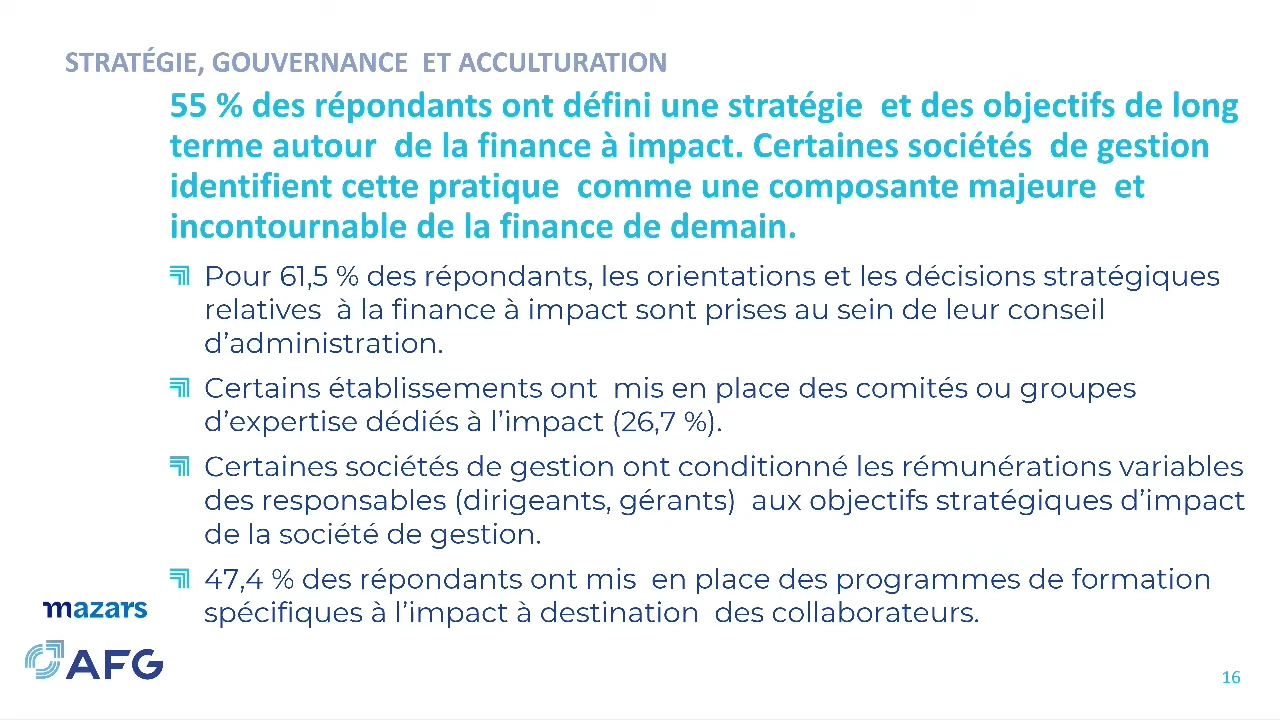 STRATÉGIE, GOUVERNANCE ET ACCULTURATION
55 % des répondants ont défini une stratégie et des objectifs de long
terme autour de la finance à impact. Certaines sociétés de gestion
identifient cette pratique comme une composante majeure et
incontournable de la finance de demain.
Pour 61,5 % des répondants, les orientations et les décisions stratégiques
relatives à la finance à impact sont prises au sein de leur conseil
d’administration.
Certains établissements ont mis en place des comités ou groupes
d’expertise dédiés à l’impact (26,7 %).
Certaines sociétés de gestion ont conditionné les rémunérations variables
des responsables (dirigeants, gérants) aux objectifs stratégiques d’impact
de la société de gestion.
47,4 % des répondants ont mis en place des programmes de formation
spécifiques à l’impact à destination des collaborateurs.
mazars
AFG
16